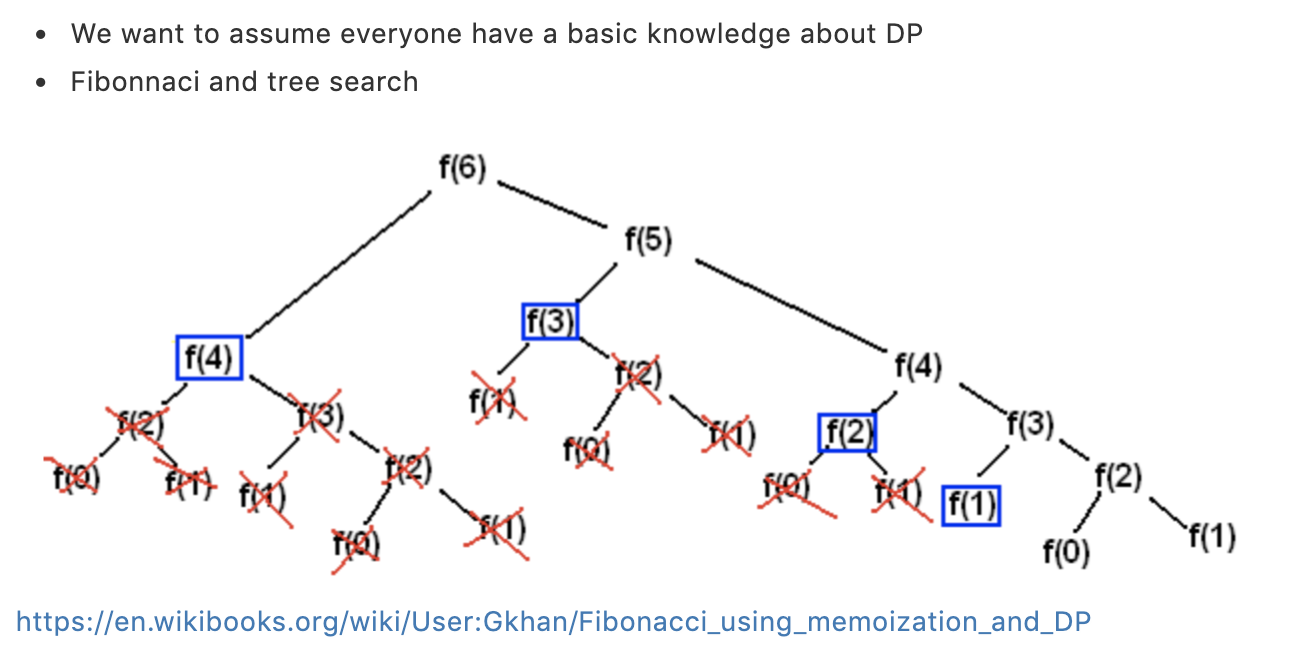 We want to assume everyone have a basic knowledge about DP
Fibonnaci and tree search
f(6)
f(5)
f(3)
f(4)
f(4)
f(2)
f(1)
f(2)
f(3)
f(2)
f(3)
f(0)
f(1)
f(1)
f(2)
f(0)
f(1)
f(0)
f(1)
f(1)
f(2)
f(0)
f(1)
f(0)
f(1)
https://en.wikibooks.org/wiki/User:Gkhan/Fibonacci_using_memoization_and_DP